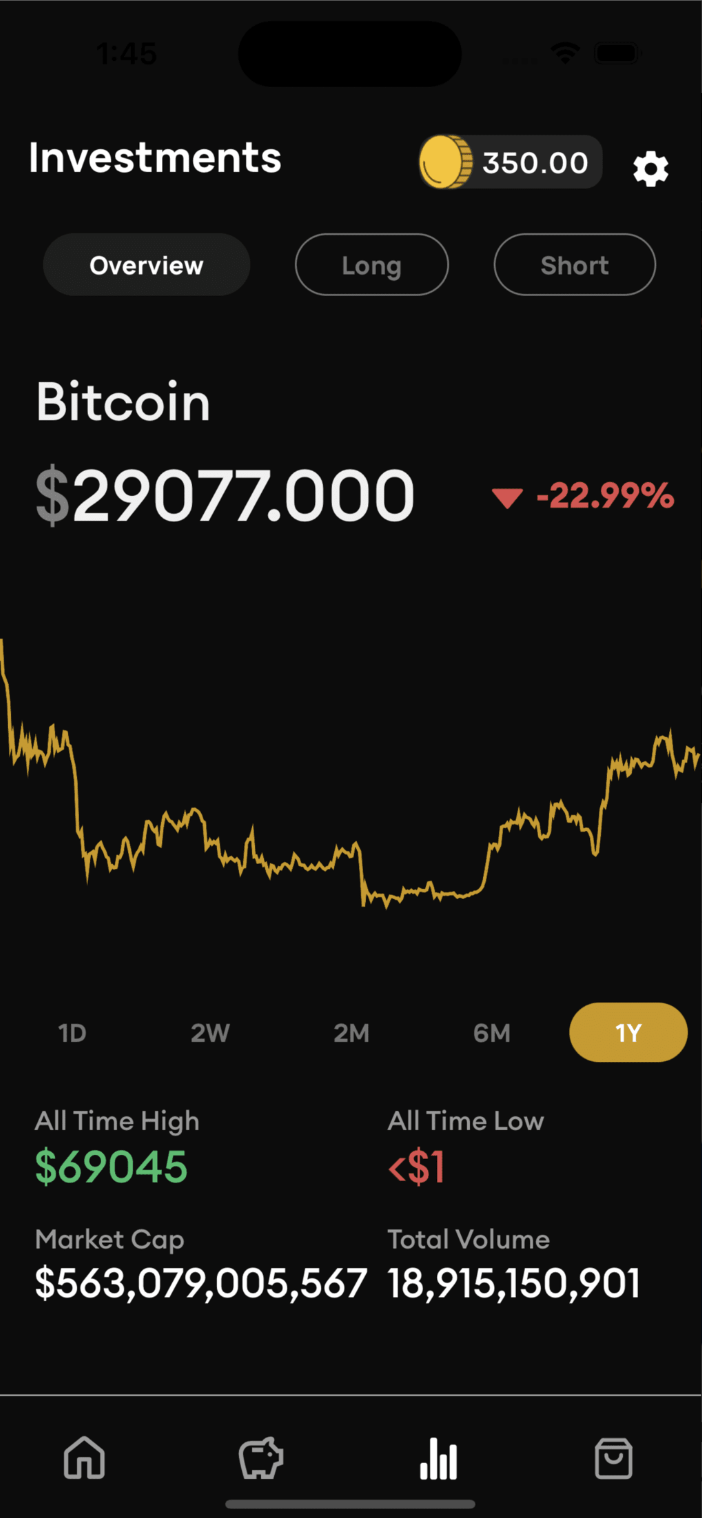 1:45
Investments
350.00
Overview Long Short
Bitcoin
$29077.000 -22.99%
1D 2W 2M 6M 1Y
All Time High All Time Low
$69045 <$1
Market Cap Total Volume
$563,079,005,567 18,915,150,901